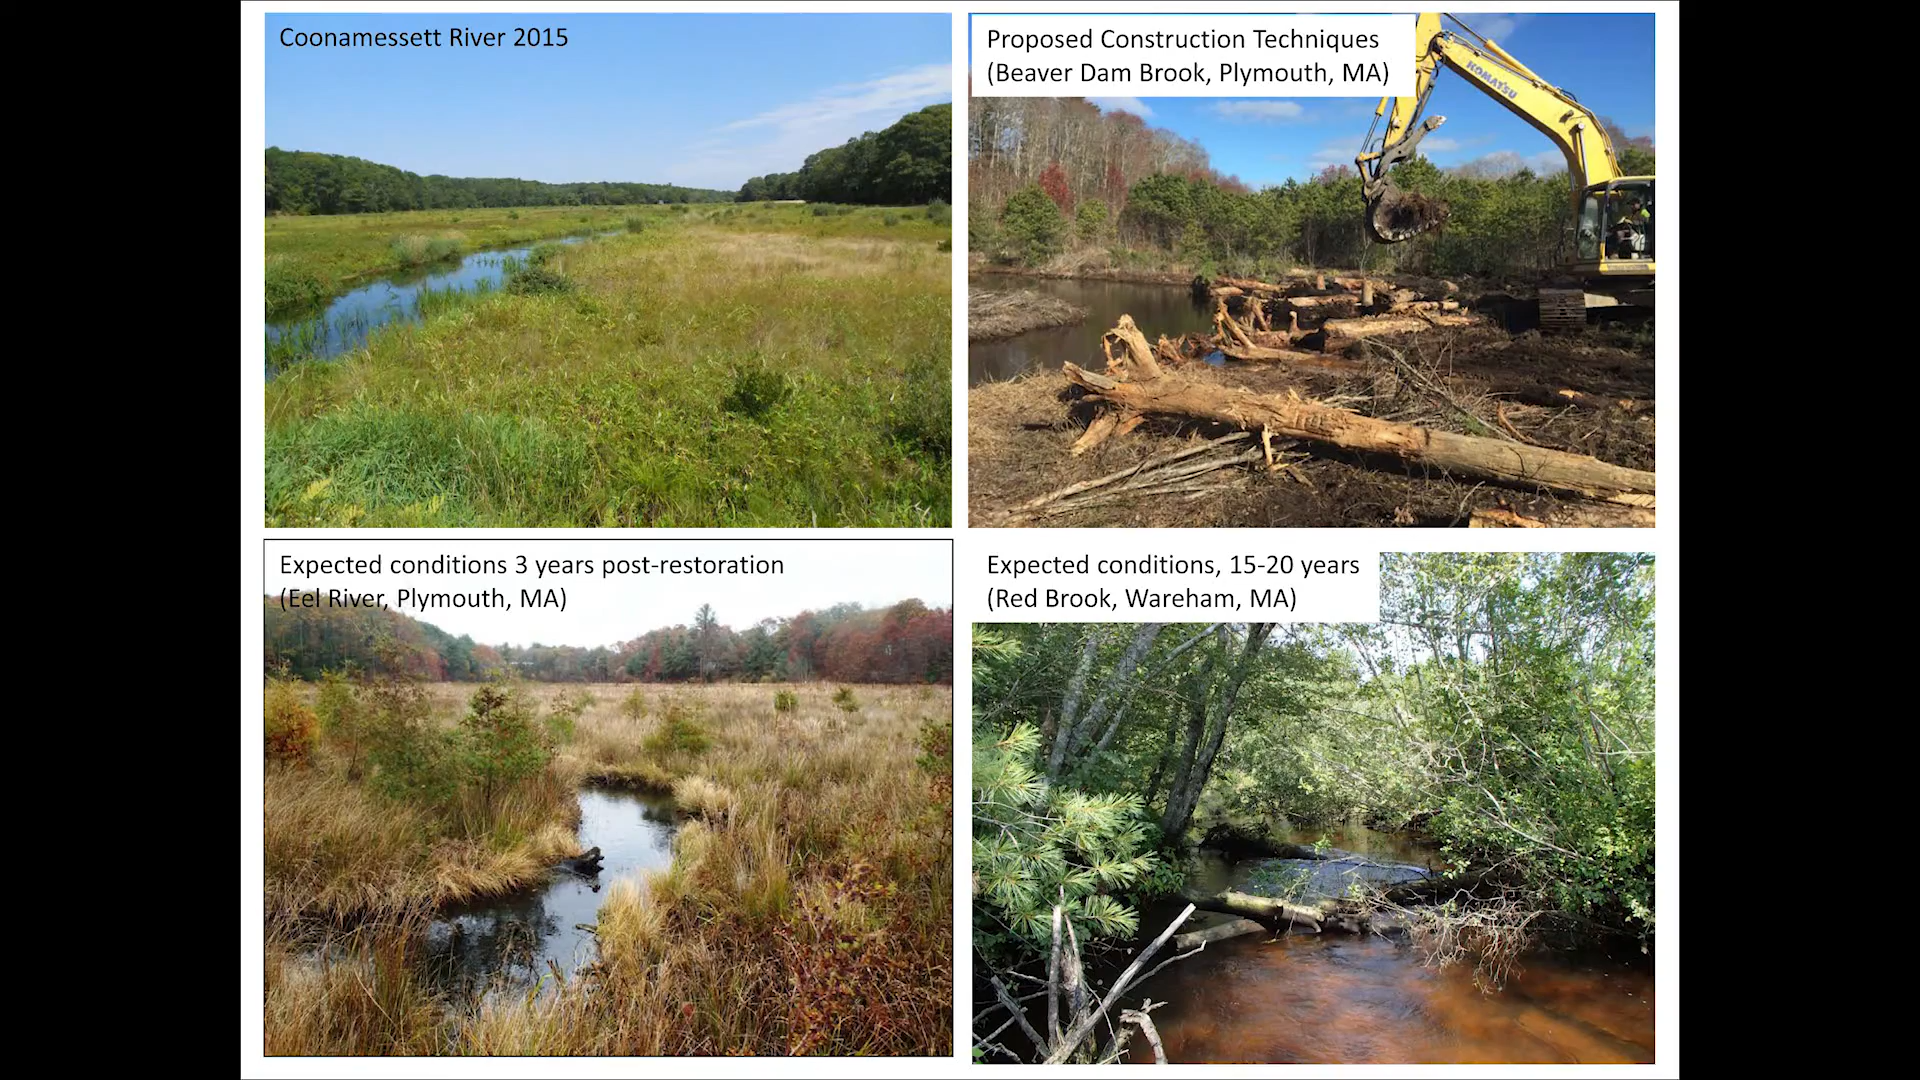 Coonamessett River 2015
Proposed Construction Techniques
(Beaver Dam Brook, Plymouth, MA)
KOMATSU
Expected conditions 3 years post-restoration
(Eel River, Plymouth, MA)
Expected conditions, 15-20 years
(Red Brook, Wareham, MA)